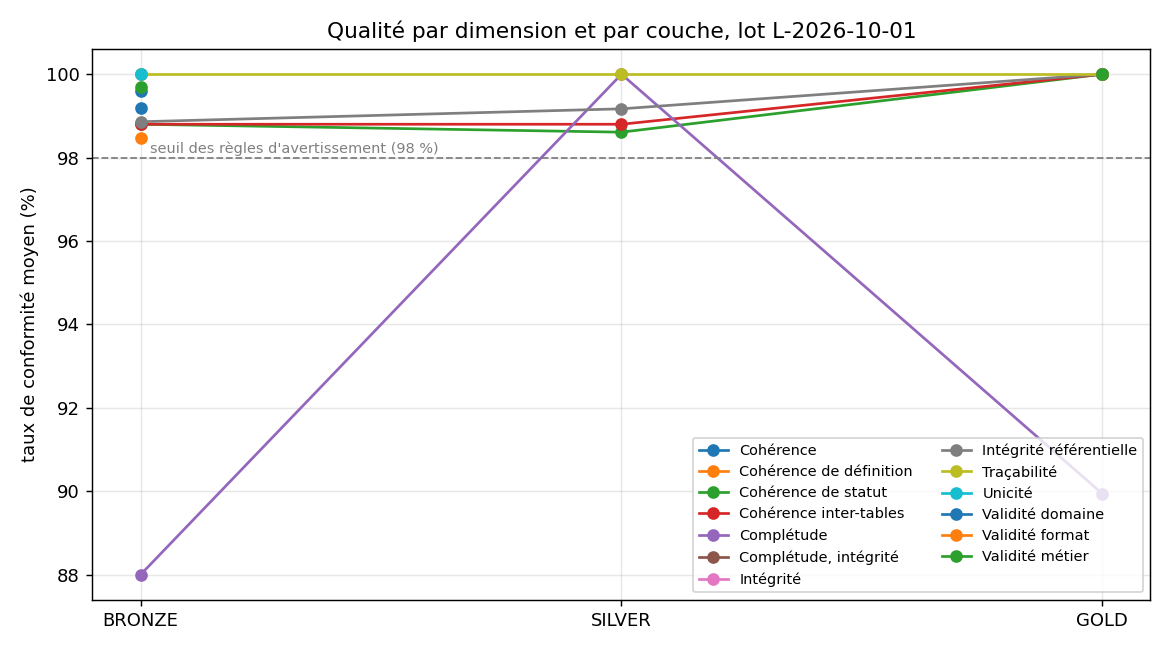 Qualité par dimension et par couche, lot L-2026-10-01
taux de conformité moyen (%)
100
98
96
94
92
90
88
seuil des règles d'avertissement (98 %)
BRONZE
SILVER
GOLD
Cohérence
Cohérence de définition
Cohérence de statut
Cohérence inter-tables
Complétude
Complétude, intégrité
Intégrité
Intégrité référentielle
Traçabilité
Unicité
Validité domaine
Validité format
Validité métier